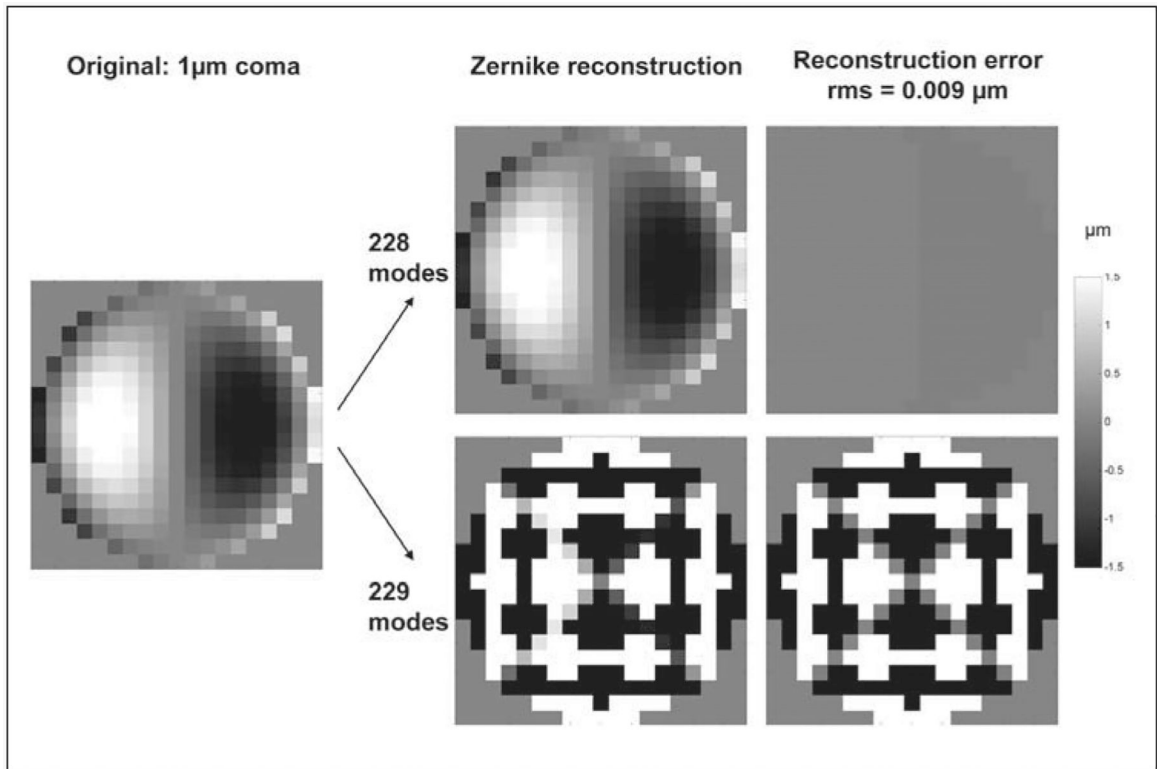 Original: 1µm coma
Zernike reconstruction
Reconstruction error
rms = 0.009 µm
228
modes
229
modes
µm
1.5
1
0.5
0
-0.5
-1
-1.5